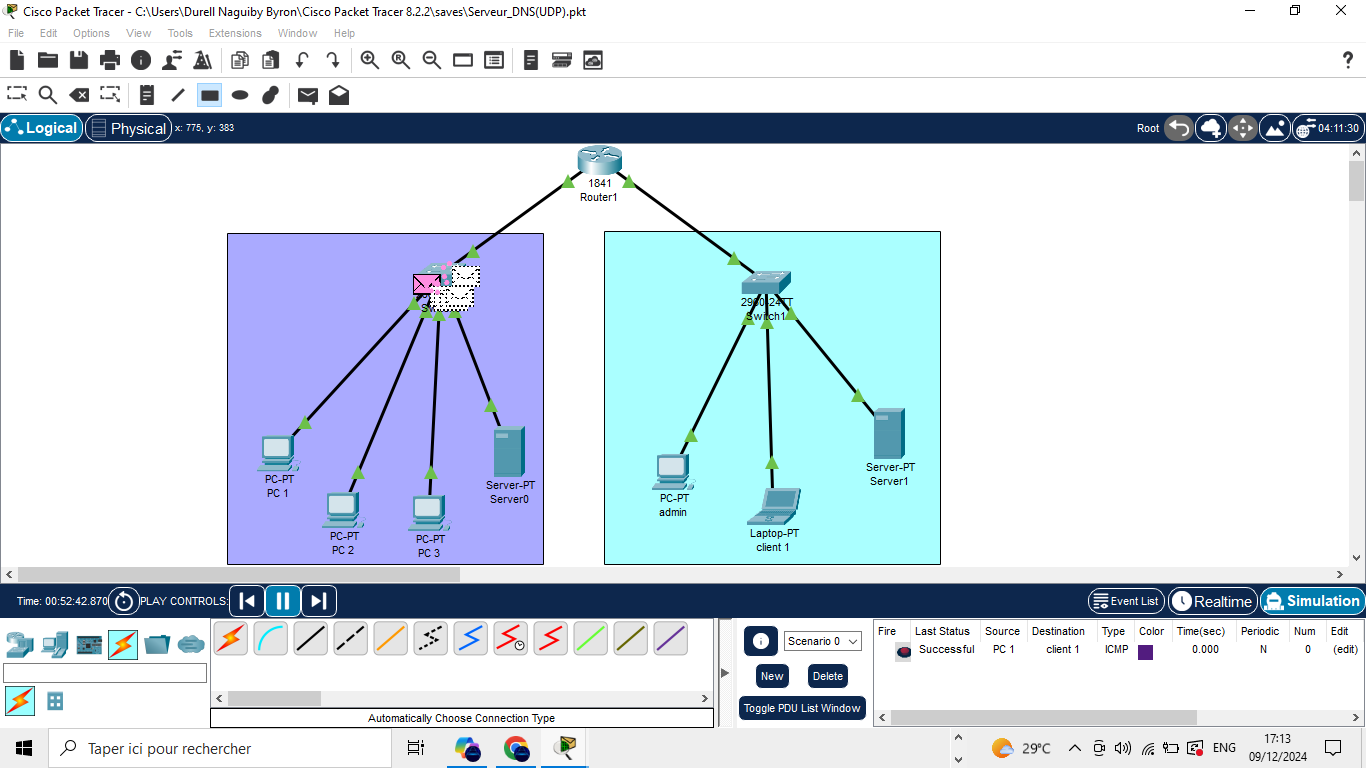 Cisco Packet Tracer - C:\Users\Durell Naguiby Byron\Cisco Packet Tracer 8.2.2\saves\Serveur_DNS(UDP).pkt
File Edit Options View Tools Extensions Window Help
Logical Physical x: 775, y: 383 Root 04:11:30
1841
Router1
2960-24TT
Switch1
PC-PT
PC 1
PC-PT
PC 2
PC-PT
PC 3
Server-PT
Server0
PC-PT
admin
Laptop-PT
client 1
Server-PT
Server1
Time: 00:52:42.870 PLAY CONTROLS: Event List Realtime Simulation
Scenario 0
New Delete
Toggle PDU List Window
Fire Last Status Source Destination Type Color Time(sec) Periodic Num Edit
Successful PC 1 client 1 ICMP 0.000 N 0 (edit)
Automatically Choose Connection Type
Taper ici pour rechercher
29°C ENG
17:13
09/12/2024